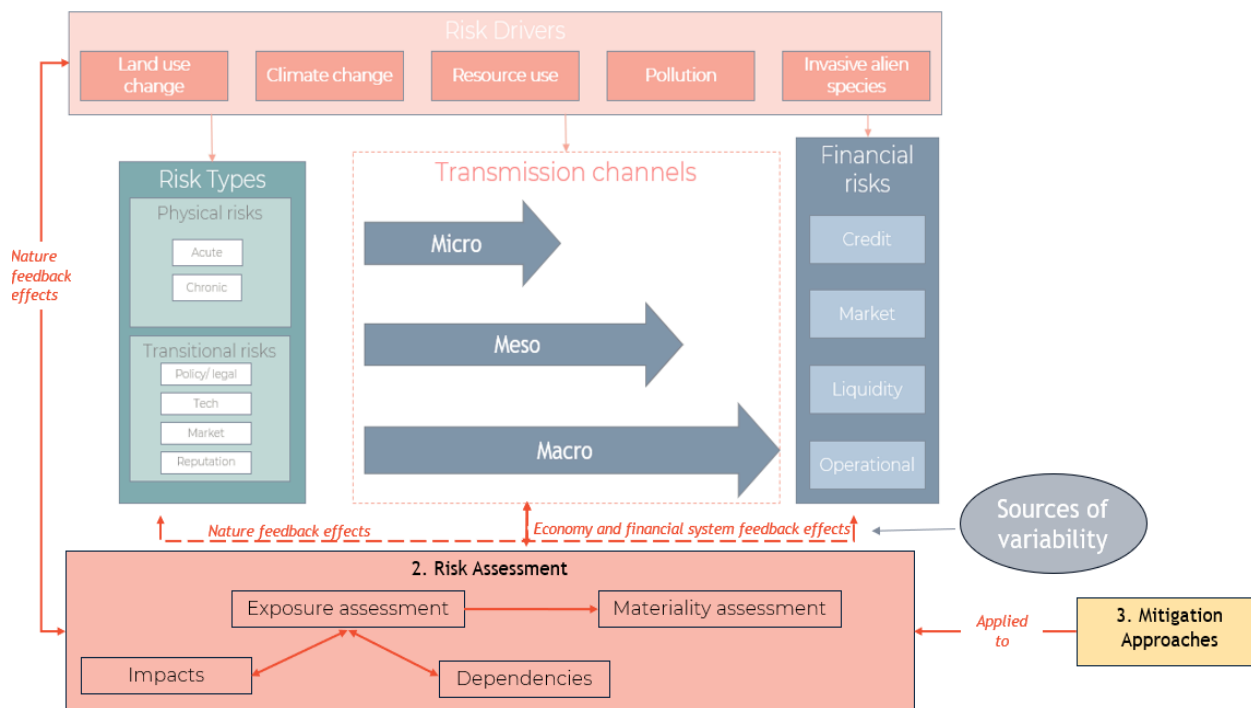 Risk Drivers
Land use
change
Climate change
Resource use
Pollution
Invasive alien
species
Nature
feedback
effects
Risk Types
Physical risks
Acute
Chronic
Transitional risks
Policy/ legal
Tech
Market
Reputation
Transmission channels
Micro
Meso
Macro
Financial
risks
Credit
Market
Liquidity
Operational
Nature feedback effects
Economy and financial system feedback effects
Sources of
variability
2. Risk Assessment
Exposure assessment
Materiality assessment
Impacts
Dependencies
Applied
to
3. Mitigation
Approaches